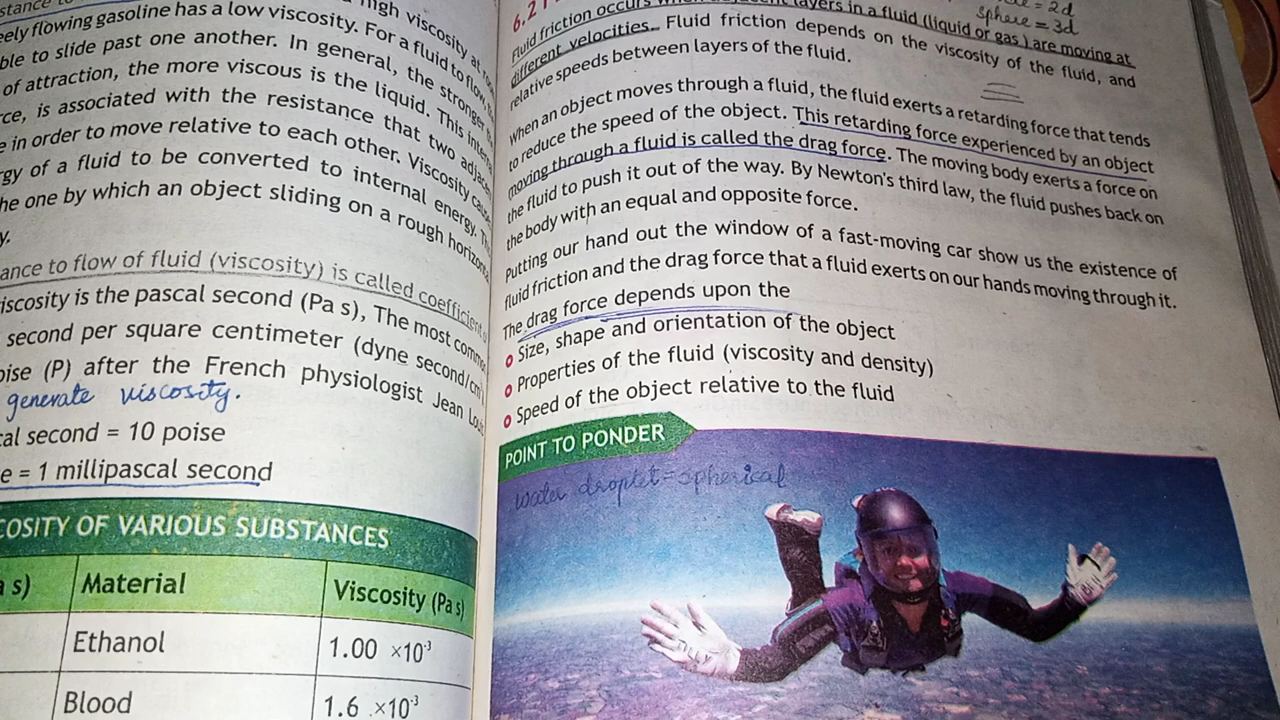 high viscosity at
eely flowing gasoline has a low viscosity. For a fluid to flow,
ble to slide past one another. In general, the stronger
of attraction, the more viscous is the liquid. This
rce, is associated with the resistance that two
e in order to move relative to each other. Viscosity
rgy of a fluid to be converted to internal energy.
he one by which an object sliding on a rough
y.
ance to flow of fluid (viscosity) is called coefficient
iscosity is the pascal second (Pa s), The most
second per square centimeter (dyne second/cm
oise (P) after the French physiologist Jean
generate viscosity.
cal second = 10 poise
e = 1 millipascal second
COSITY OF VARIOUS SUBSTANCES
a s) Material Viscosity (Pa s)
Ethanol 1.00 ×10⁻³
Blood 1.6 ×10⁻³
= 2d
Sphere = 3d
6.2
Fluid friction occurs layers in a fluid (liquid or gas) are moving at
different velocities. Fluid friction depends on the viscosity of the fluid, and
relative speeds between layers of the fluid.
When an object moves through a fluid, the fluid exerts a retarding force that tends
to reduce the speed of the object. This retarding force experienced by an object
moving through a fluid is called the drag force. The moving body exerts a force on
the fluid to push it out of the way. By Newton's third law, the fluid pushes back on
the body with an equal and opposite force.
Putting our hand out the window of a fast-moving car show us the existence of
fluid friction and the drag force that a fluid exerts on our hands moving through it.
The drag force depends upon the
Size, shape and orientation of the object
Properties of the fluid (viscosity and density)
Speed of the object relative to the fluid
POINT TO PONDER
water droplet = spherical